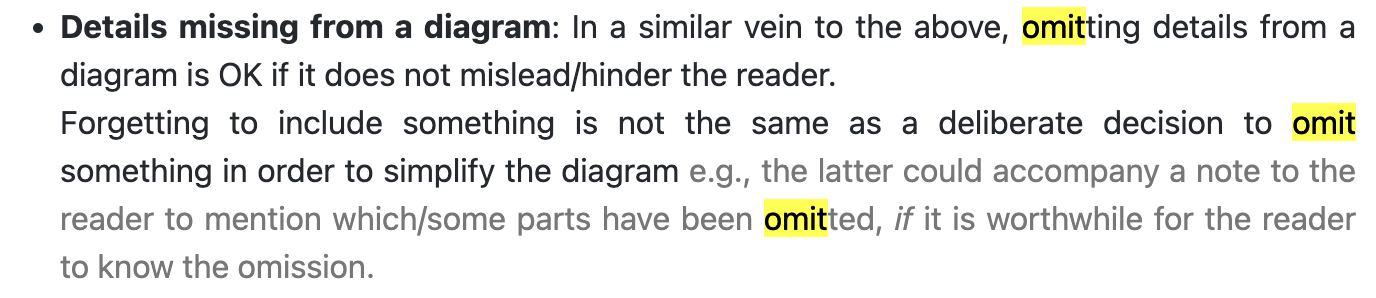 • Details missing from a diagram: In a similar vein to the above, omitting details from a
diagram is OK if it does not mislead/hinder the reader.
Forgetting to include something is not the same as a deliberate decision to omit
something in order to simplify the diagram e.g., the latter could accompany a note to the
reader to mention which/some parts have been omitted, if it is worthwhile for the reader
to know the omission.